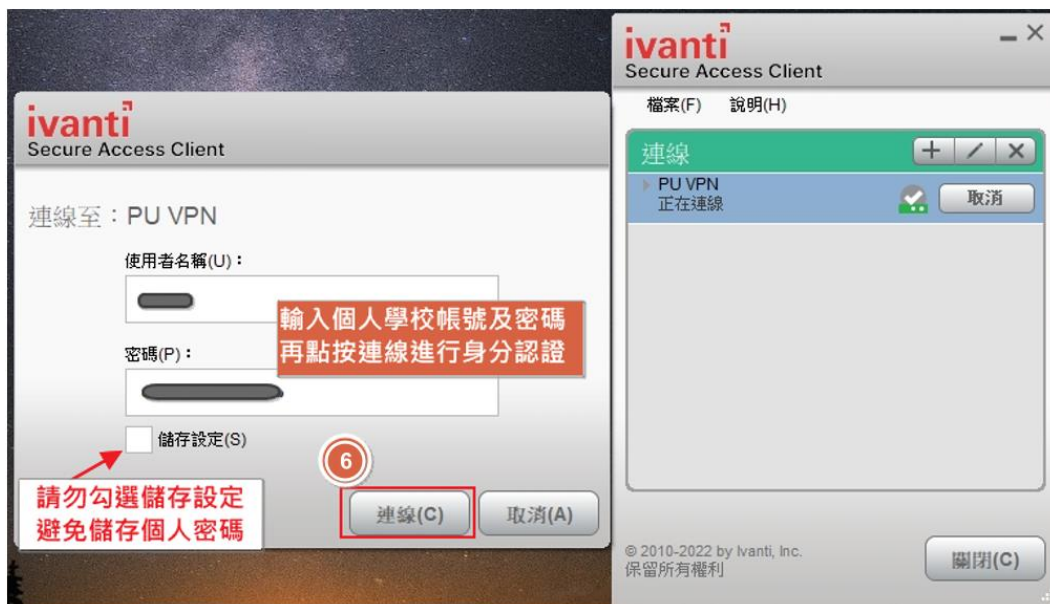 ivanti
Secure Access Client
連線至：PU VPN
使用者名稱(U)：
密碼(P)：
輸入個人學校帳號及密碼
再點按連線進行身分認證
儲存設定(S)
請勿勾選儲存設定
避免儲存個人密碼
6
連線(C)
取消(A)
ivanti
Secure Access Client
檔案(F) 說明(H)
連線
PU VPN
正在連線
取消
© 2010-2022 by Ivanti, Inc.
保留所有權利
關閉(C)